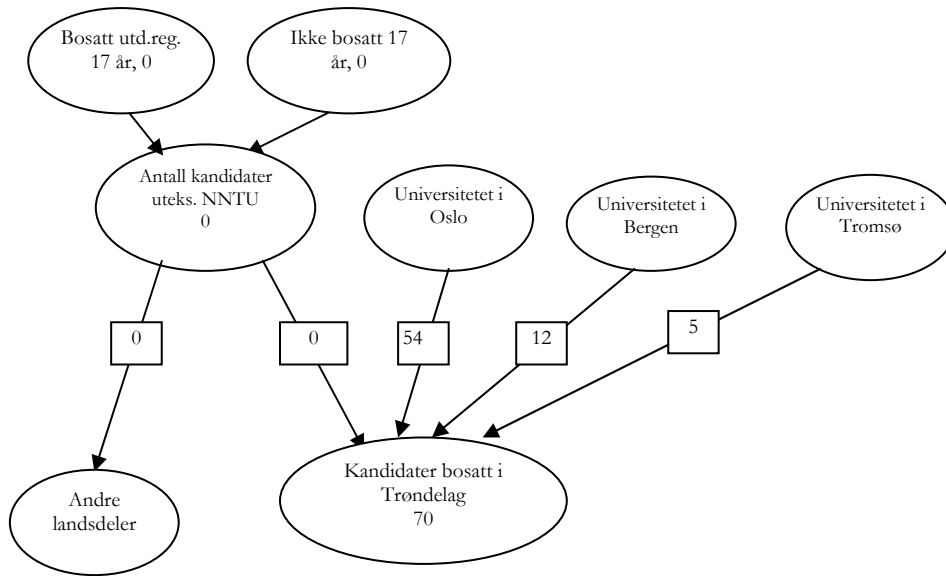 Bosatt utd.reg.
17 år, 0
Ikke bosatt 17
år, 0
Antall kandidater
uteks. NNTU
0
Universitetet i
Oslo
Universitetet i
Bergen
Universitetet i
Tromsø
0
0
54
12
5
Andre
landsdeler
Kandidater bosatt i
Trøndelag
70